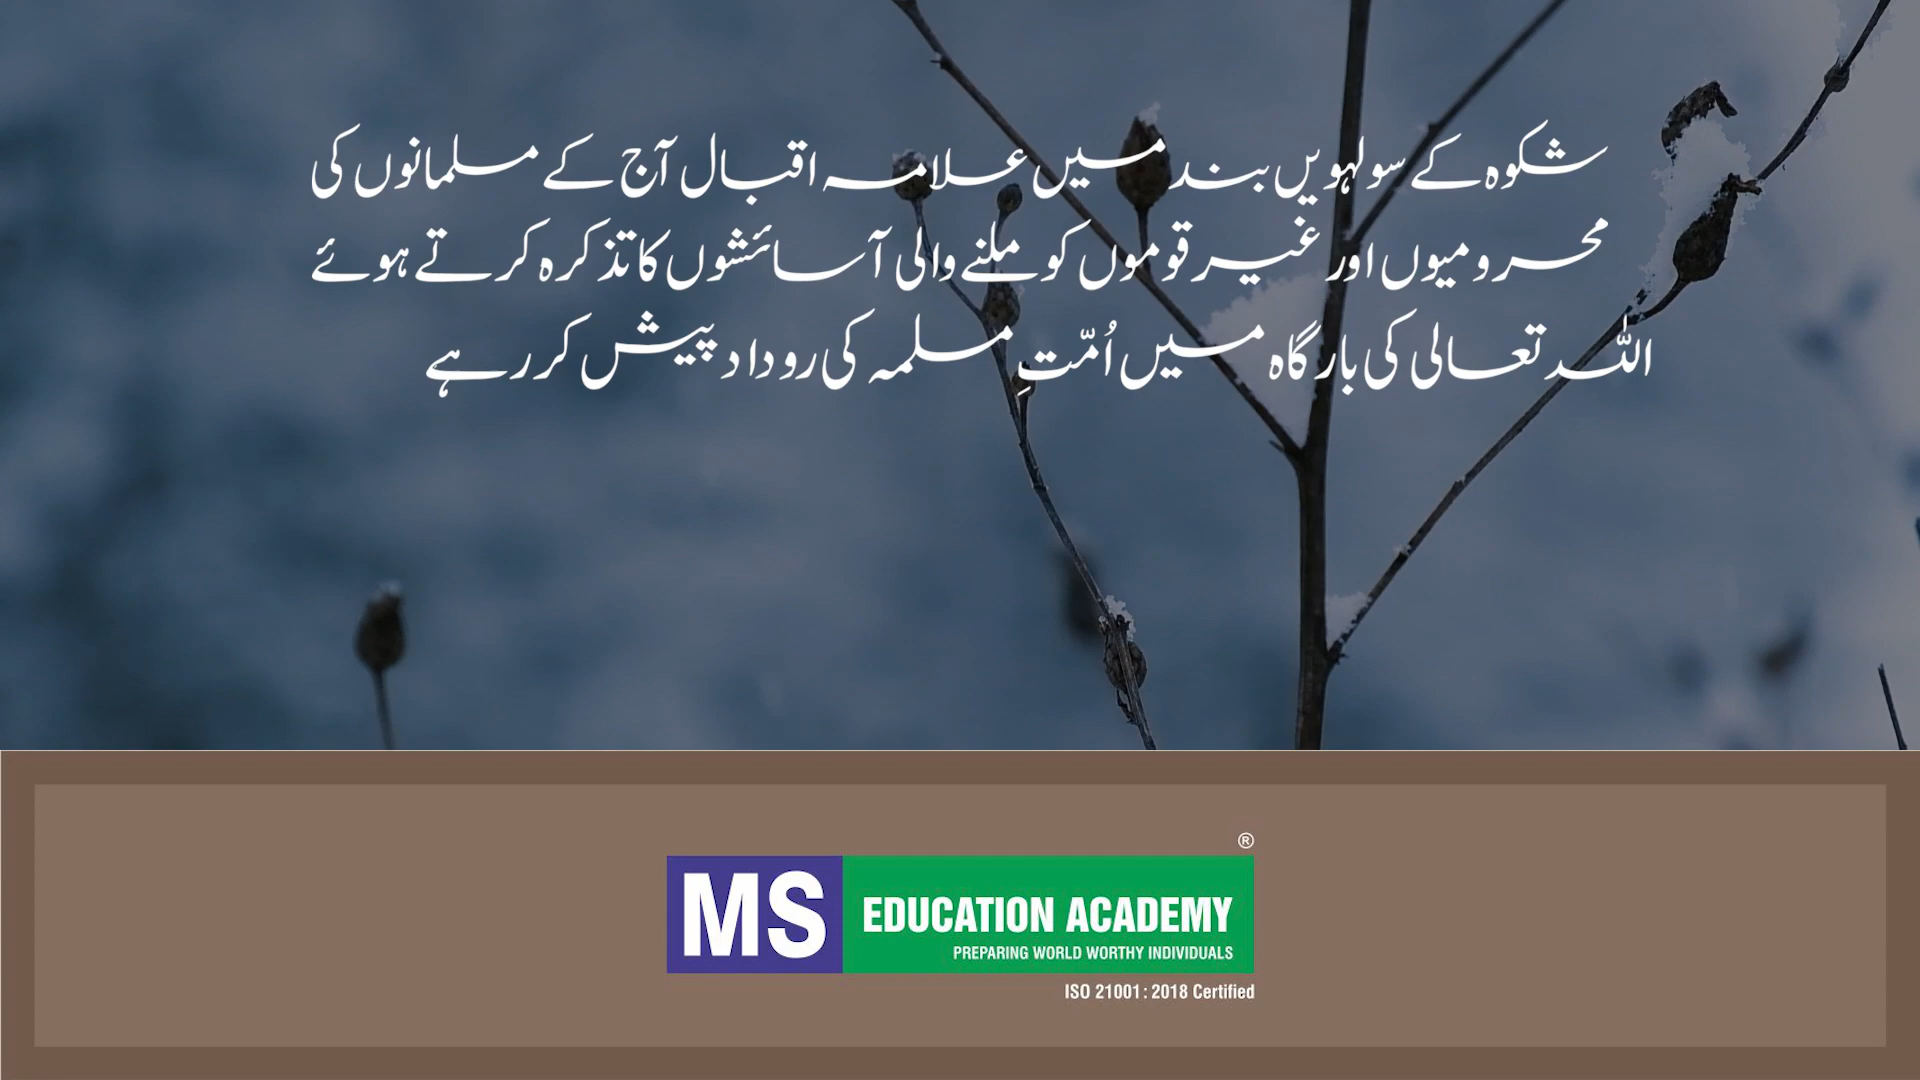 شکوہ کے سولہویں بند میں علامہ اقبال آج کے مسلمانوں کی
محرومیوں اور غیر قوموں کو ملنے والی آسائشوں کا تذکرہ کرتے ہوئے
اللہ تعالی کی بارگاہ میں اُمّتِ مسلمہ کی روداد پیش کر رہے
®
MS EDUCATION ACADEMY
PREPARING WORLD WORTHY INDIVIDUALS
ISO 21001 : 2018 Certified